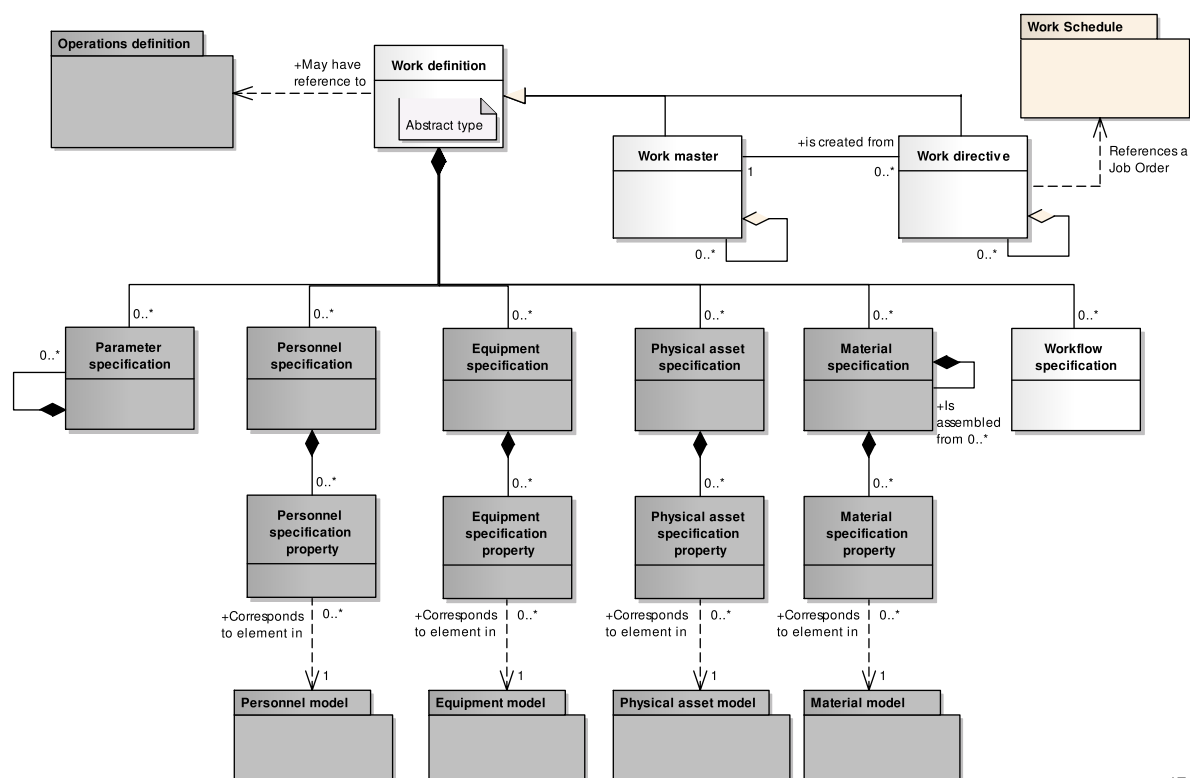 Operations definition
+May have
reference to
Work definition
Abstract type
Work Schedule
References a
Job Order
Work master
+is created from
1
0..*
Work directive
0..*
0..*
0..*
0..*
0..*
0..*
0..*
0..*
0..*
Parameter
specification
Personnel
specification
Equipment
specification
Physical asset
specification
Material
specification
Workflow
specification
+Is
assembled
from 0..*
0..*
0..*
0..*
0..*
Personnel
specification
property
Equipment
specification
property
Physical asset
specification
property
Material
specification
property
+Corresponds
to element in
0..*
+Corresponds
to element in
0..*
+Corresponds
to element in
0..*
+Corresponds
to element in
0..*
1
1
1
1
Personnel model
Equipment model
Physical asset model
Material model